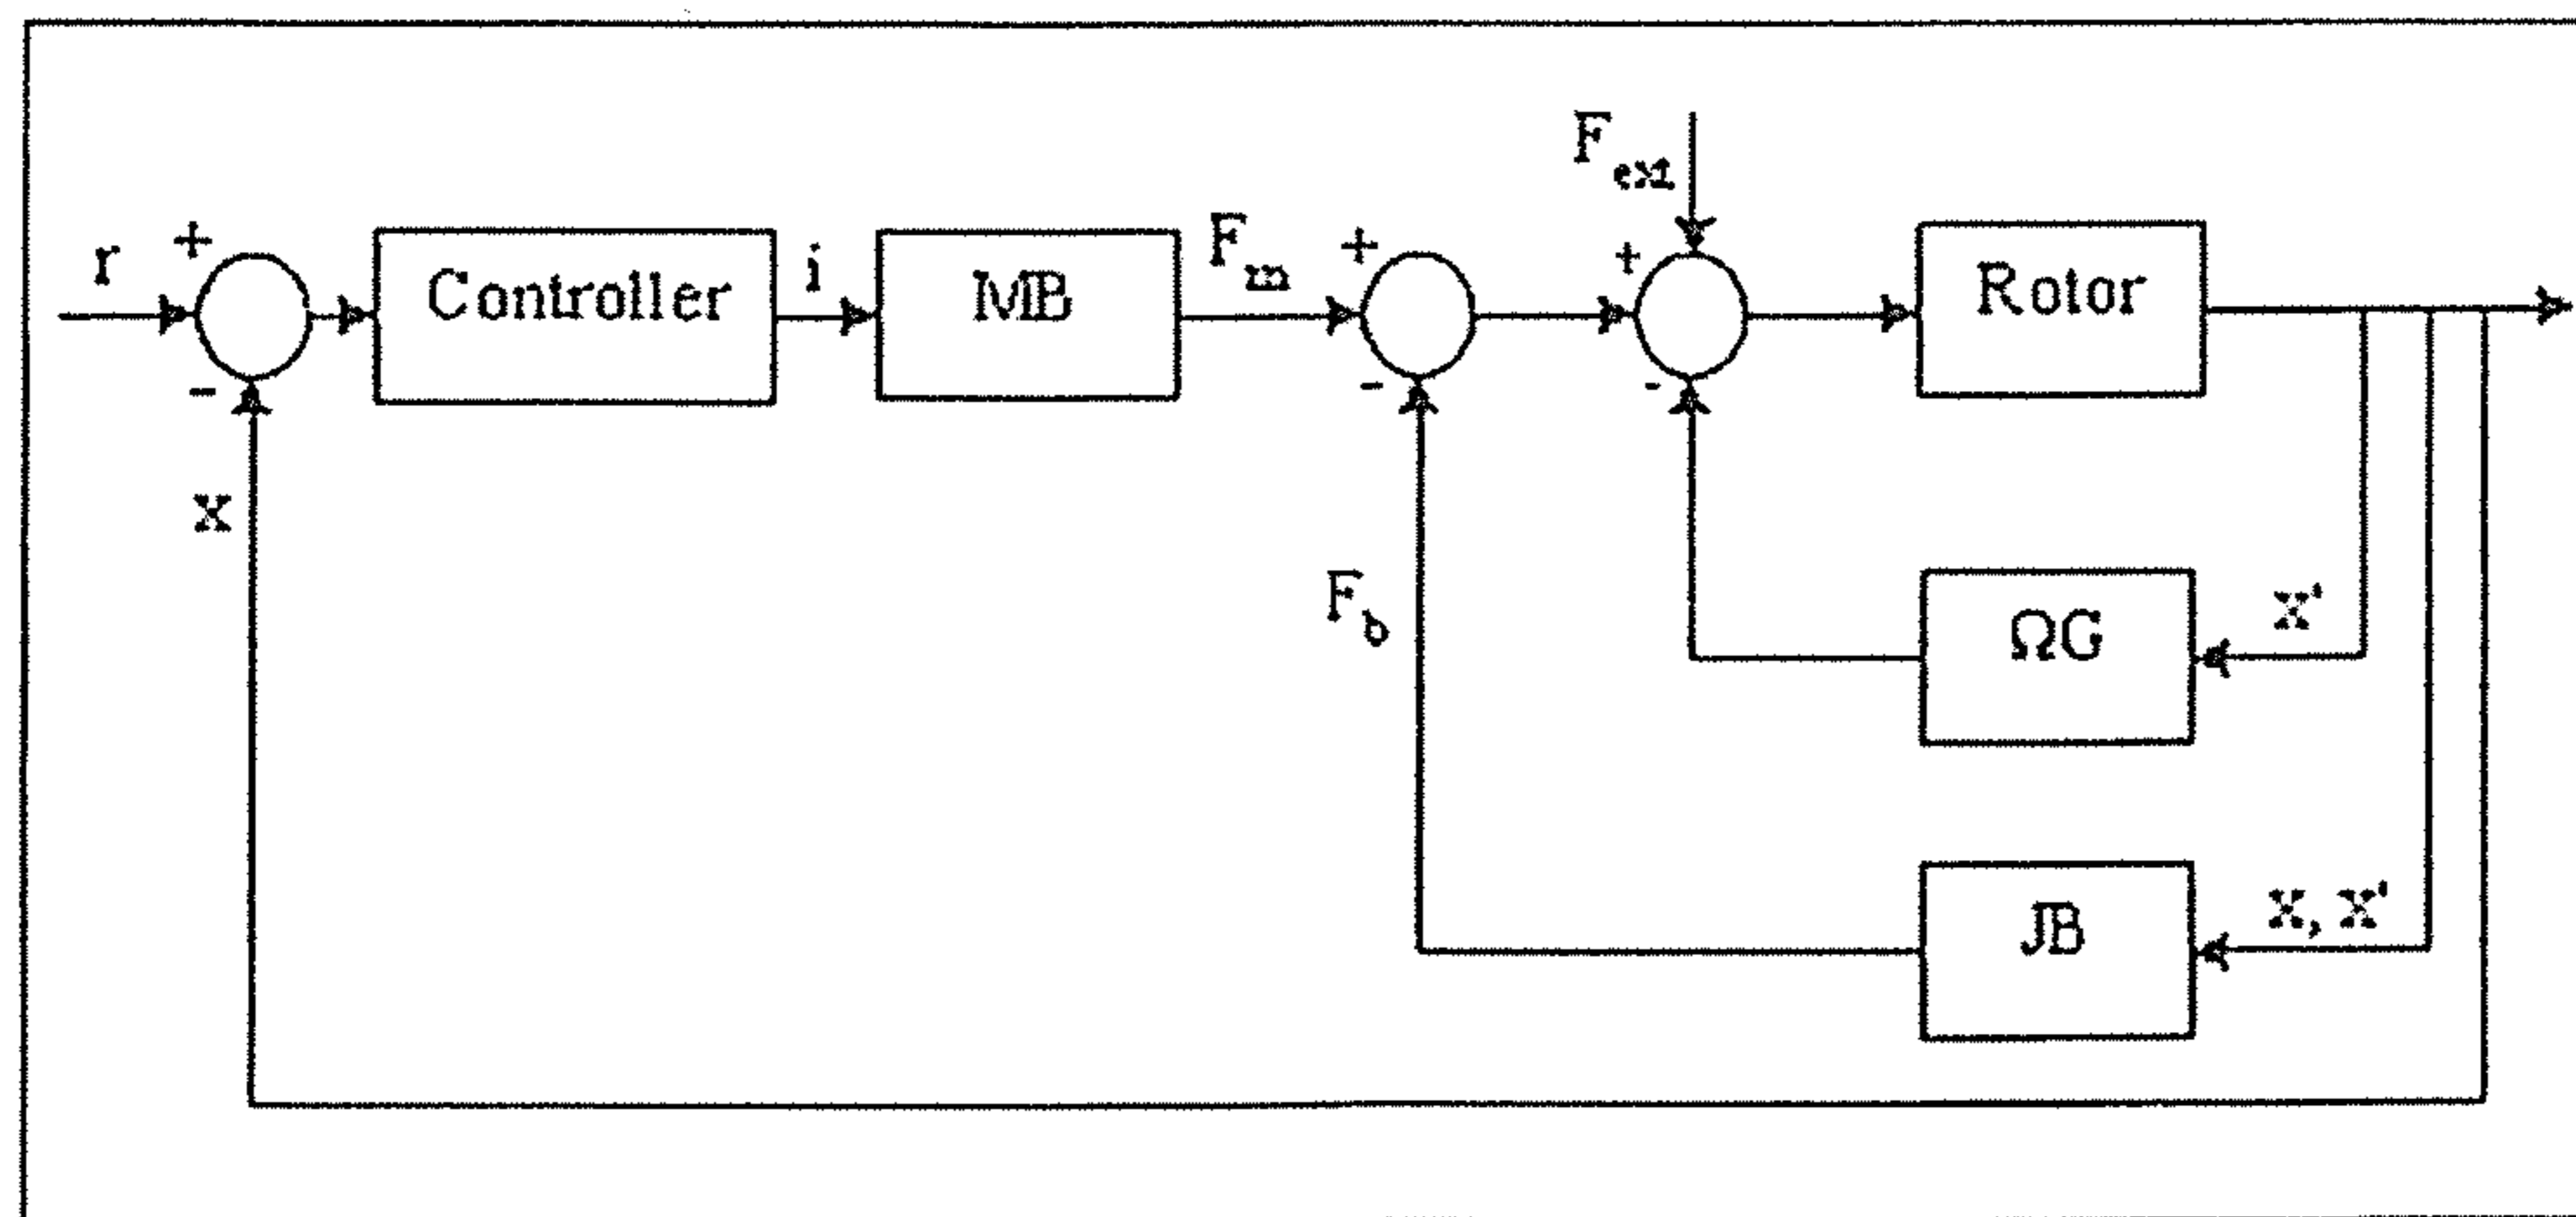 F_ext
r + Controller i MB F_m + + Rotor
-
-
-
x
F_b
ΩG
x'
JB
x, x'